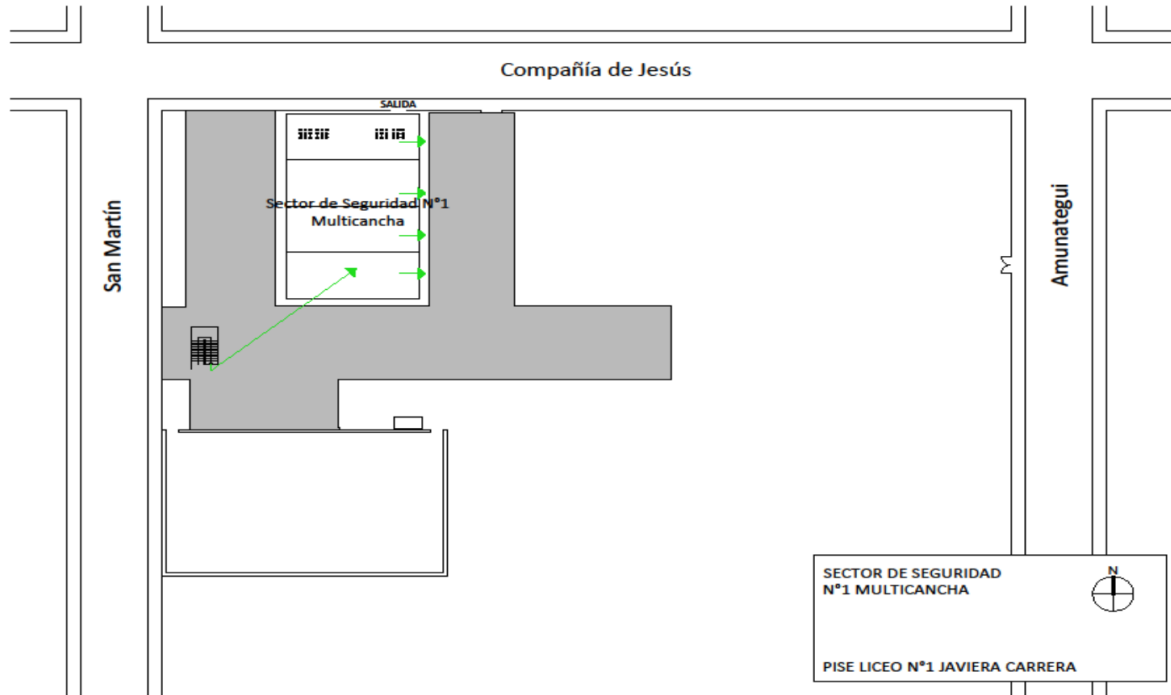 Compañía de Jesús
SALIDA
Sector de Seguridad N°1
Multicancha
San Martín
Amunategui
SECTOR DE SEGURIDAD
N°1 MULTICANCHA
N
PISE LICEO N°1 JAVIERA CARRERA